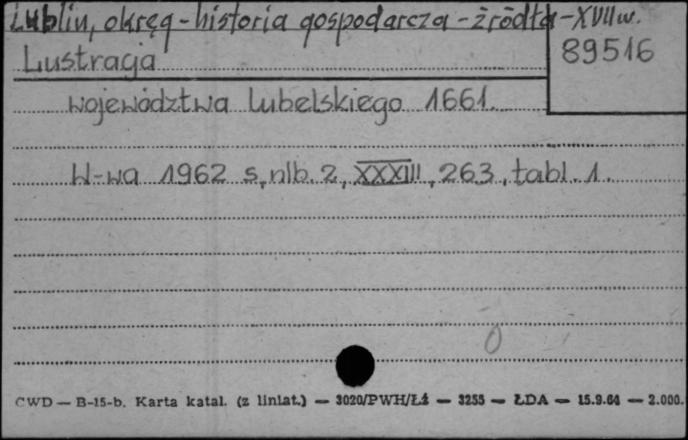 Lublin, okręg - historia gospodarcza - źródła - XVII w.
Lustracja
89516
województwa lubelskiego 1661.
W-wa 1962 s, nlb. 2, XXXIII, 263, tabl. 1.
0
CWD — B-15-b. Karta katal. (z liniat.) — 3020/PWH/Łź — 3255 — ŁDA — 15.9.64 — 2.000.